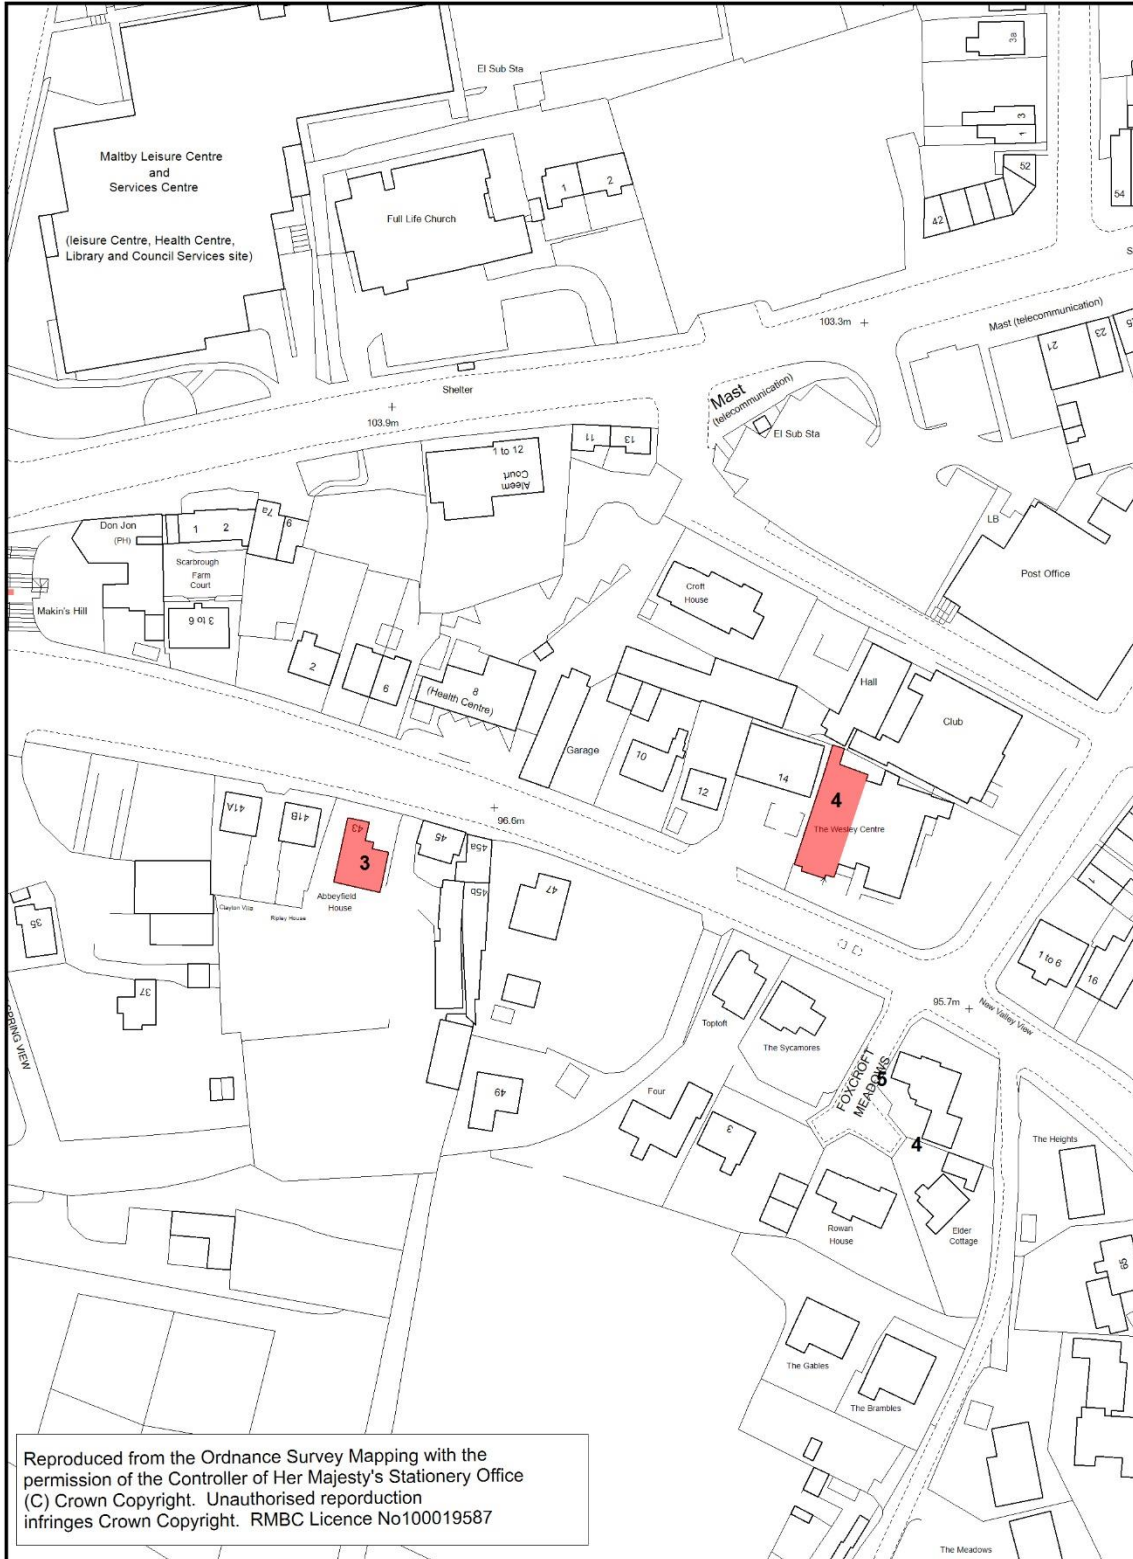 3a
El Sub Sta
3
1
Maltby Leisure Centre
and
Services Centre
(leisure Centre, Health Centre,
Library and Council Services site)
Full Life Church
1
2
52
54
42
S
103.3m
Mast (telecommunication)
21
23
Shelter
103.9m
Mast
(telecommunication)
El Sub Sta
11
13
1 to 12
Aleem
Court
LB
Post Office
Don Jon
(PH)
1
2
7a
9
Scarbrough
Farm
Court
Makin's Hill
3 to 6
Croft
House
2
6
8
(Health Centre)
Hall
Club
Garage
10
12
14
4
The Wesley Centre
96.6m
41A
41B
43
3
Abbeyfield
House
Clayton Villa
Ripley House
45
45a
45b
47
35
37
SPRING VIEW
1
1 to 6
16
95.7m
New Valley View
Toptoft
The Sycamores
FOXCROFT
MEADOWS
5
4
49
Four
3
The Heights
Rowan
House
Elder
Cottage
65
The Gables
The Brambles
The Meadows
Reproduced from the Ordnance Survey Mapping with the
permission of the Controller of Her Majesty's Stationery Office
(C) Crown Copyright. Unauthorised reporduction
infringes Crown Copyright. RMBC Licence No100019587